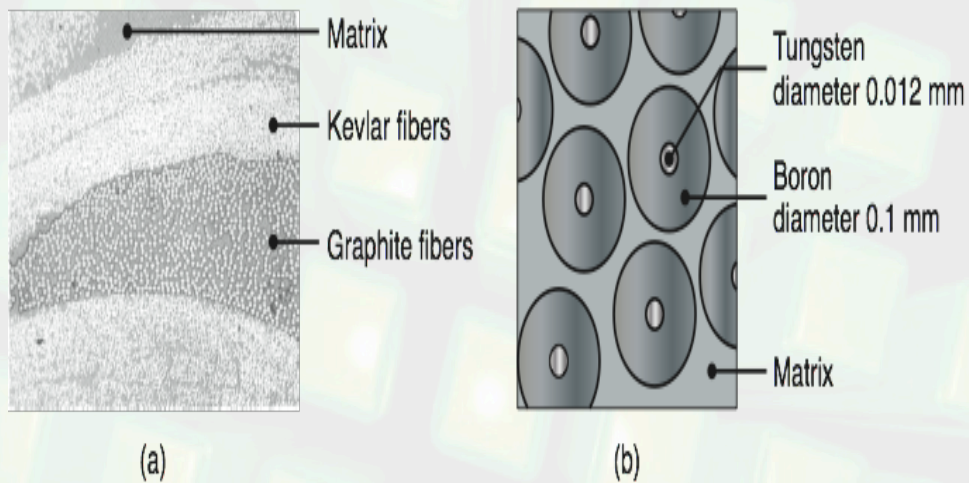 Matrix
Kevlar fibers
Graphite fibers
(a)
Tungsten
diameter 0.012 mm
Boron
diameter 0.1 mm
Matrix
(b)